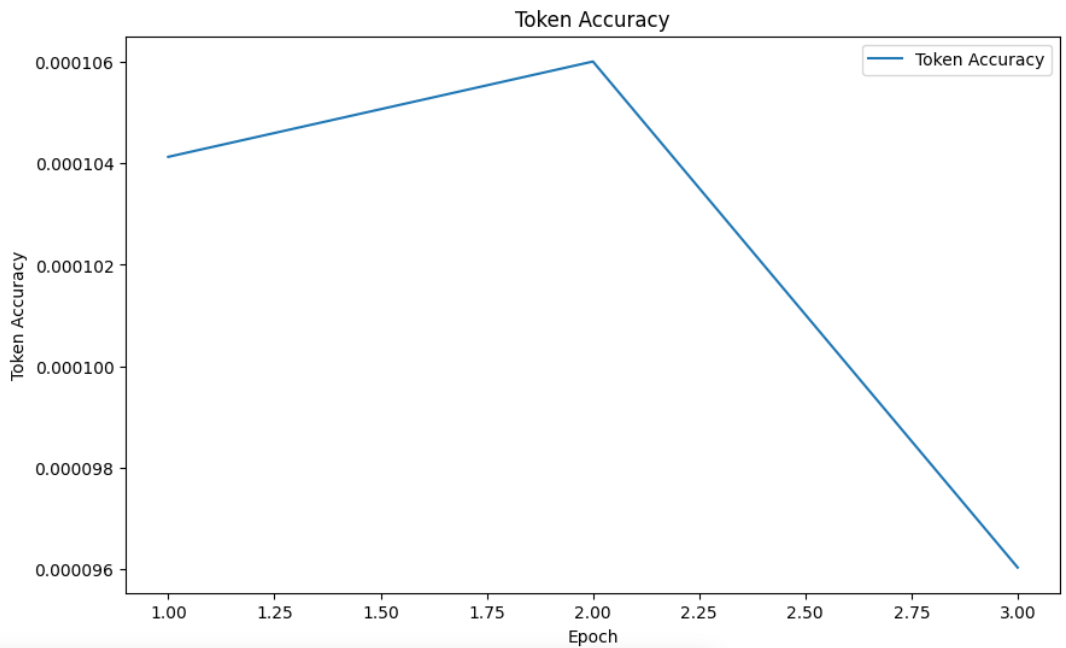 Token Accuracy
Token Accuracy
0.000106
0.000104
0.000102
0.000100
0.000098
0.000096
Token Accuracy
1.00 1.25 1.50 1.75 2.00 2.25 2.50 2.75 3.00
Epoch